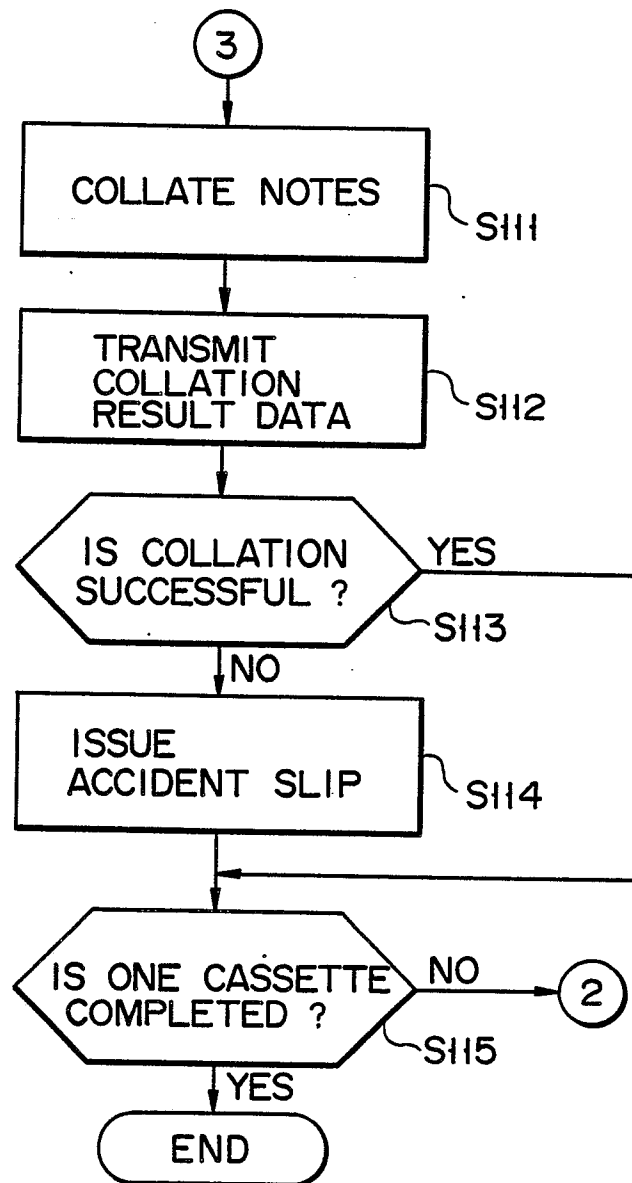 3
COLLATE NOTES
S111
TRANSMIT
COLLATION
RESULT DATA
S112
IS COLLATION
SUCCESSFUL ?
YES
S113
NO
ISSUE
ACCIDENT SLIP
S114
IS ONE CASSETTE
COMPLETED ?
NO
2
S115
YES
END